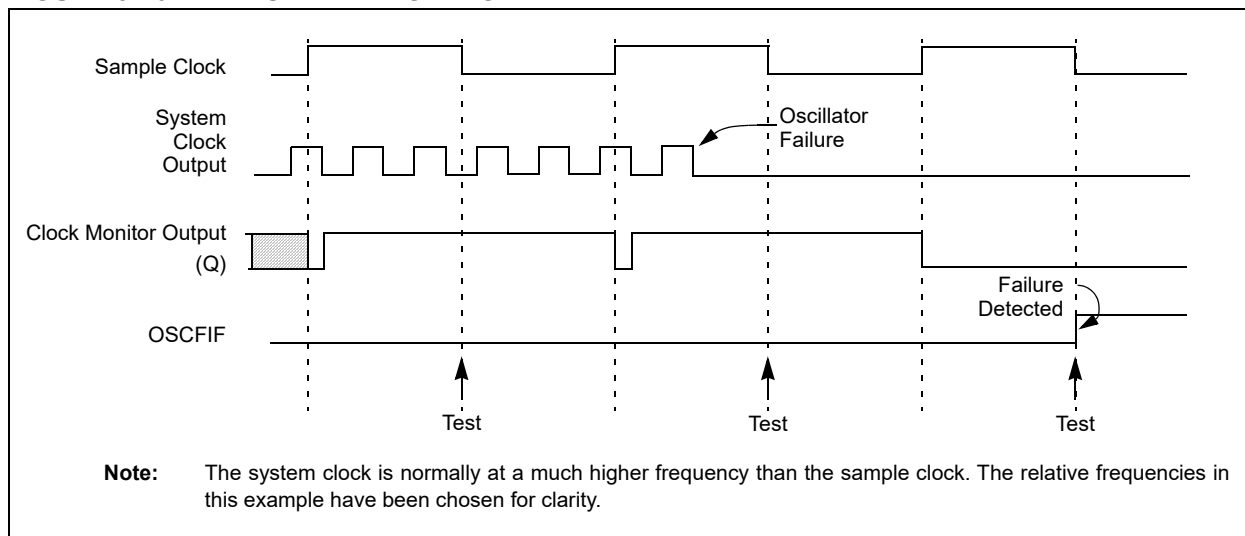 Sample Clock
System
Clock
Output
Oscillator
Failure
Clock Monitor Output
(Q)
Failure
Detected
OSCFIF
Test
Test
Test
Note: The system clock is normally at a much higher frequency than the sample clock. The relative frequencies in
this example have been chosen for clarity.